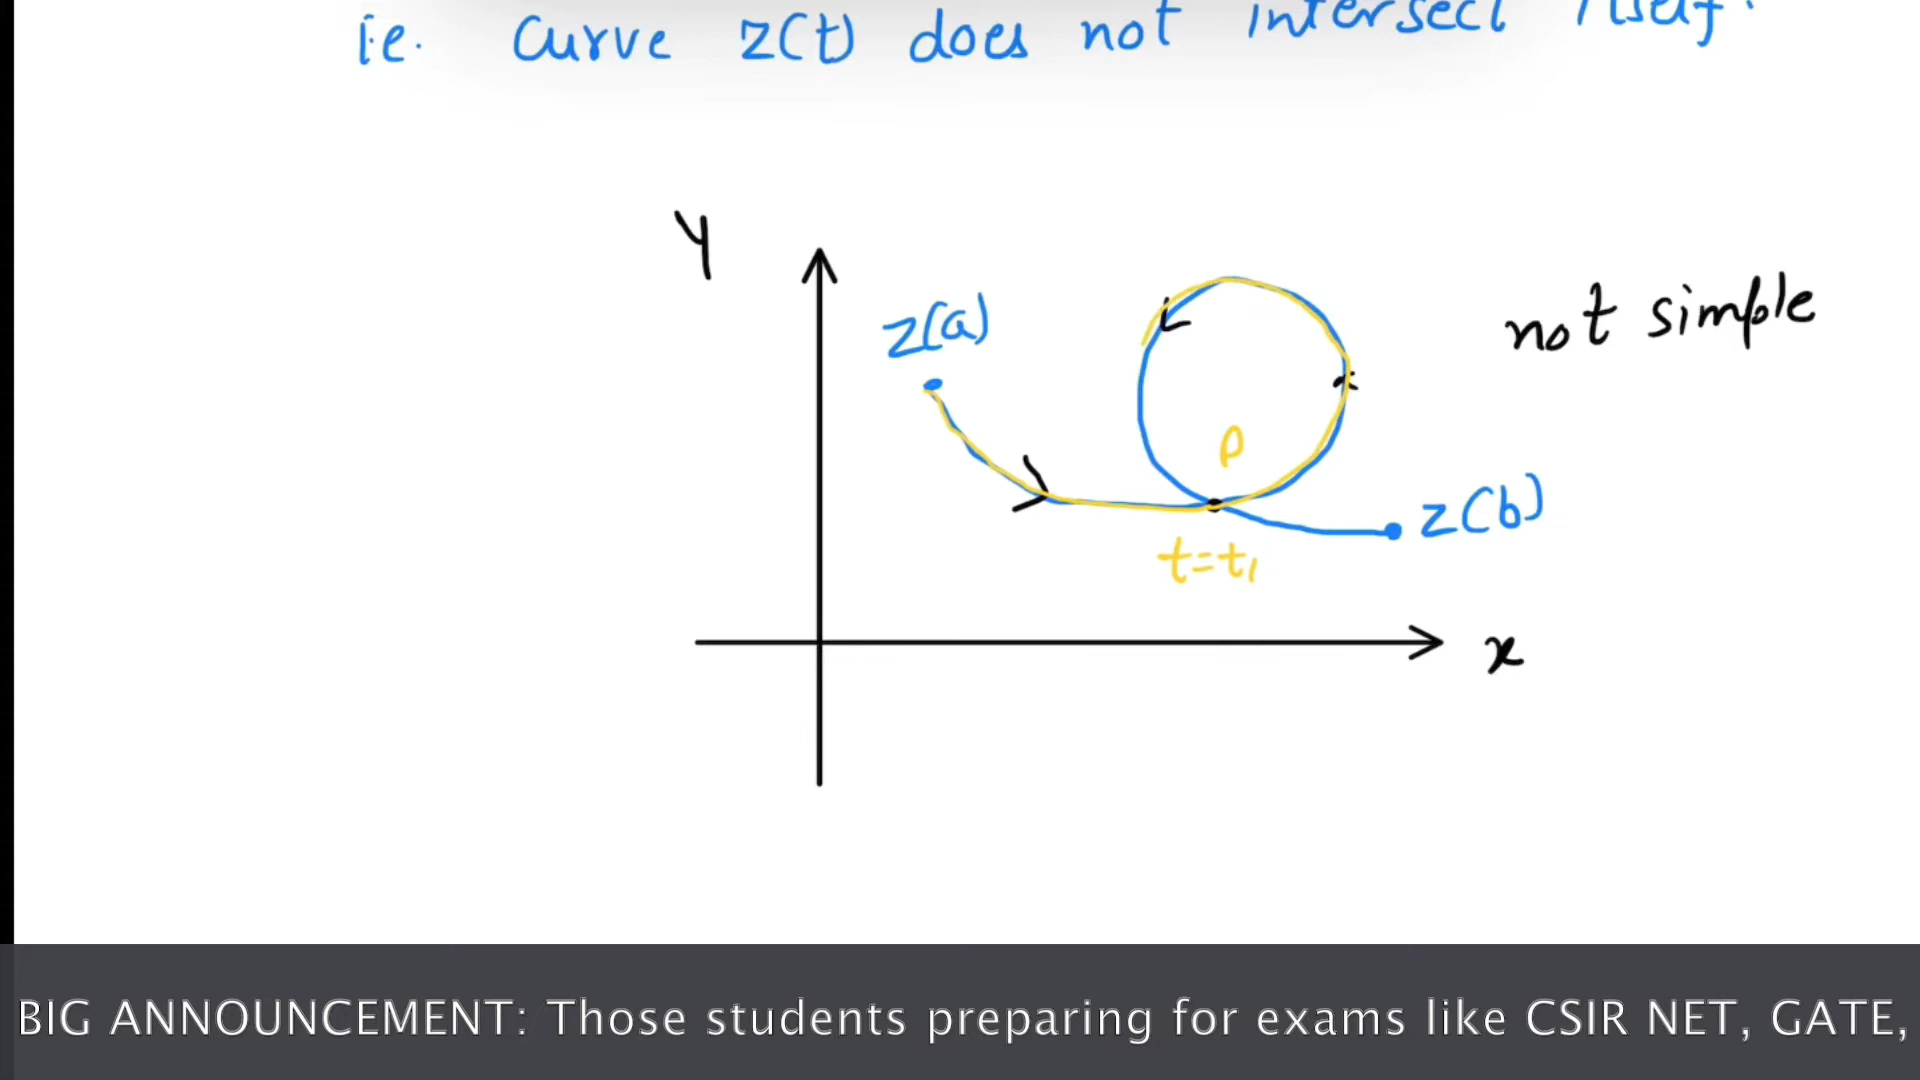 i.e. Curve z(t) does not intersect itself.
Y
z(a)
not simple
P
z(b)
t=t₁
x
BIG ANNOUNCEMENT: Those students preparing for exams like CSIR NET, GATE,